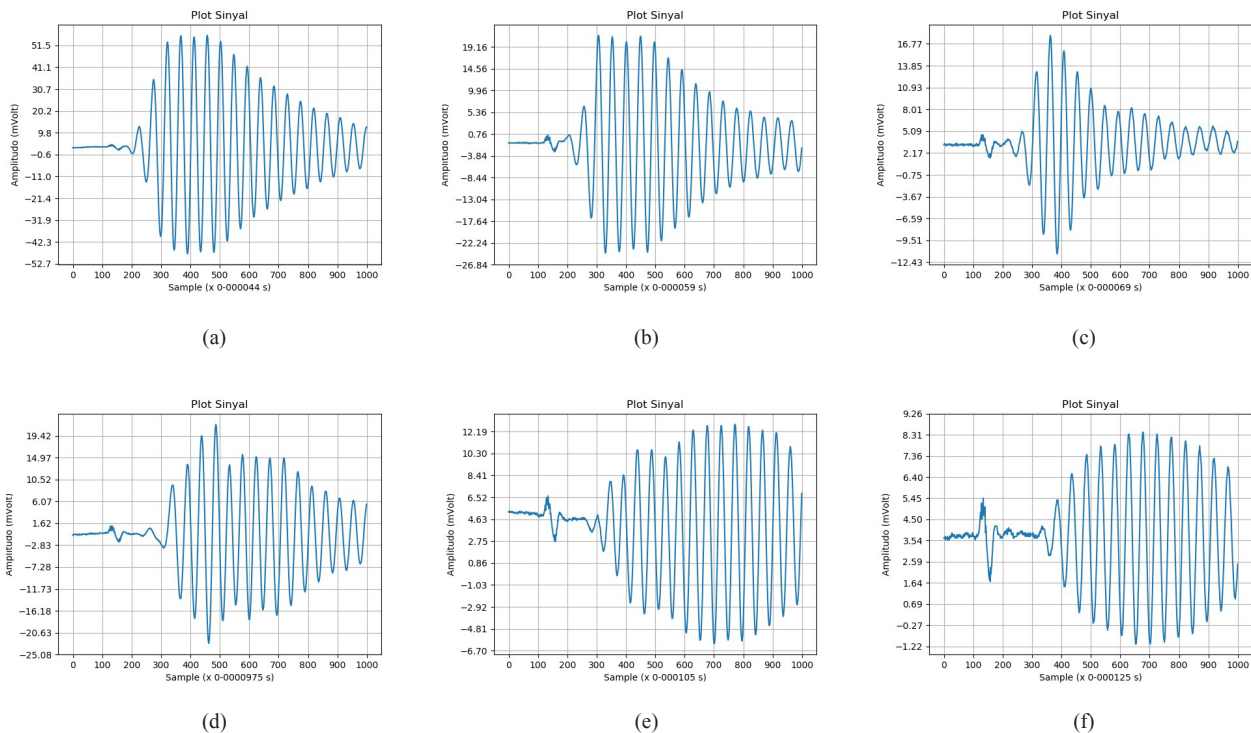 Plot Sinyal
Amplitudo (mVolt)
51.5
41.1
30.7
20.2
9.8
−0.6
−11.0
−21.4
−31.9
−42.3
−52.7
0 100 200 300 400 500 600 700 800 900 1000
Sample (x 0-000044 s)
(a)
Plot Sinyal
Amplitudo (mVolt)
19.16
14.56
9.96
5.36
0.76
−3.84
−8.44
−13.04
−17.64
−22.24
−26.84
0 100 200 300 400 500 600 700 800 900 1000
Sample (x 0-000059 s)
(b)
Plot Sinyal
Amplitudo (mVolt)
16.77
13.85
10.93
8.01
5.09
2.17
−0.75
−3.67
−6.59
−9.51
−12.43
0 100 200 300 400 500 600 700 800 900 1000
Sample (x 0-000069 s)
(c)
Plot Sinyal
Amplitudo (mVolt)
19.42
14.97
10.52
6.07
1.62
−2.83
−7.28
−11.73
−16.18
−20.63
−25.08
0 100 200 300 400 500 600 700 800 900 1000
Sample (x 0-0000975 s)
(d)
Plot Sinyal
Amplitudo (mVolt)
12.19
10.30
8.41
6.52
4.63
2.75
0.86
−1.03
−2.92
−4.81
−6.70
0 100 200 300 400 500 600 700 800 900 1000
Sample (x 0-000105 s)
(e)
Plot Sinyal
Amplitudo (mVolt)
9.26
8.31
7.36
6.40
5.45
4.50
3.54
2.59
1.64
0.69
−0.27
−1.22
0 100 200 300 400 500 600 700 800 900 1000
Sample (x 0-000125 s)
(f)